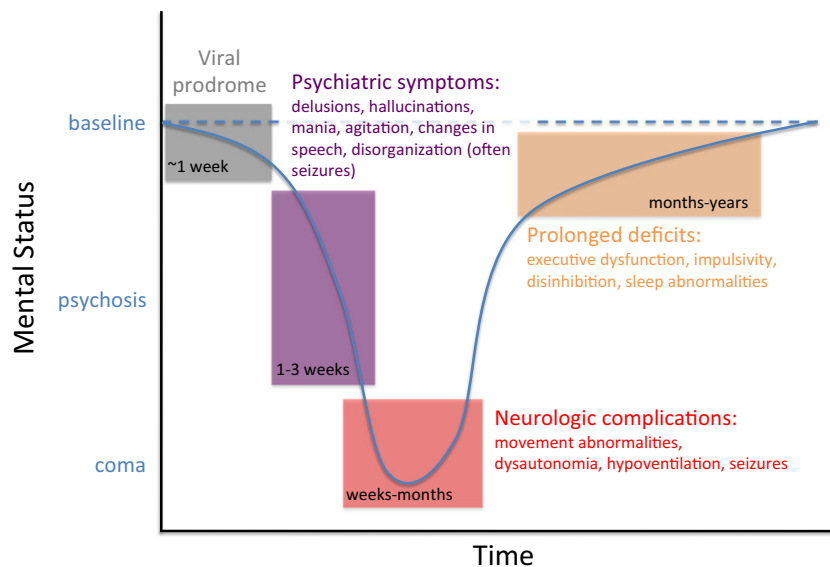 Viral
prodrome
Psychiatric symptoms:
delusions, hallucinations,
mania, agitation, changes in
speech, disorganization (often
seizures)
baseline
~1 week
months-years
Prolonged deficits:
executive dysfunction, impulsivity,
disinhibition, sleep abnormalities
Mental Status
psychosis
1-3 weeks
Neurologic complications:
movement abnormalities,
dysautonomia, hypoventilation, seizures
coma
weeks-months
Time